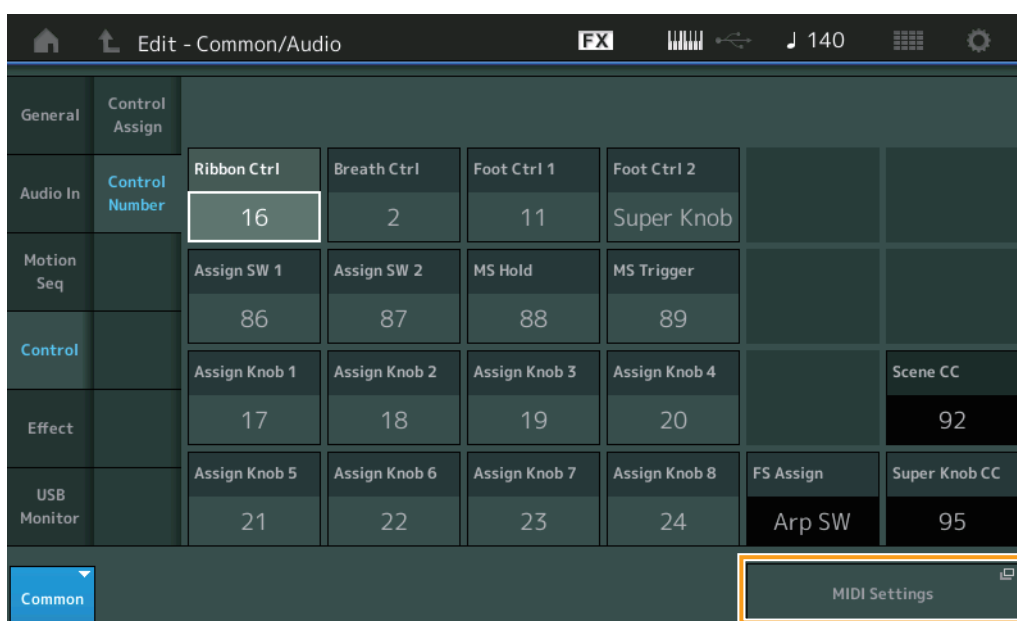 Edit - Common/Audio FX 140
General
Control
Assign
Audio In
Control
Number
Motion
Seq
Control
Effect
USB
Monitor
Ribbon Ctrl Breath Ctrl Foot Ctrl 1 Foot Ctrl 2
16 2 11 Super Knob
Assign SW 1 Assign SW 2 MS Hold MS Trigger
86 87 88 89
Assign Knob 1 Assign Knob 2 Assign Knob 3 Assign Knob 4 Scene CC
17 18 19 20 92
Assign Knob 5 Assign Knob 6 Assign Knob 7 Assign Knob 8 FS Assign Super Knob CC
21 22 23 24 Arp SW 95
Common MIDI Settings